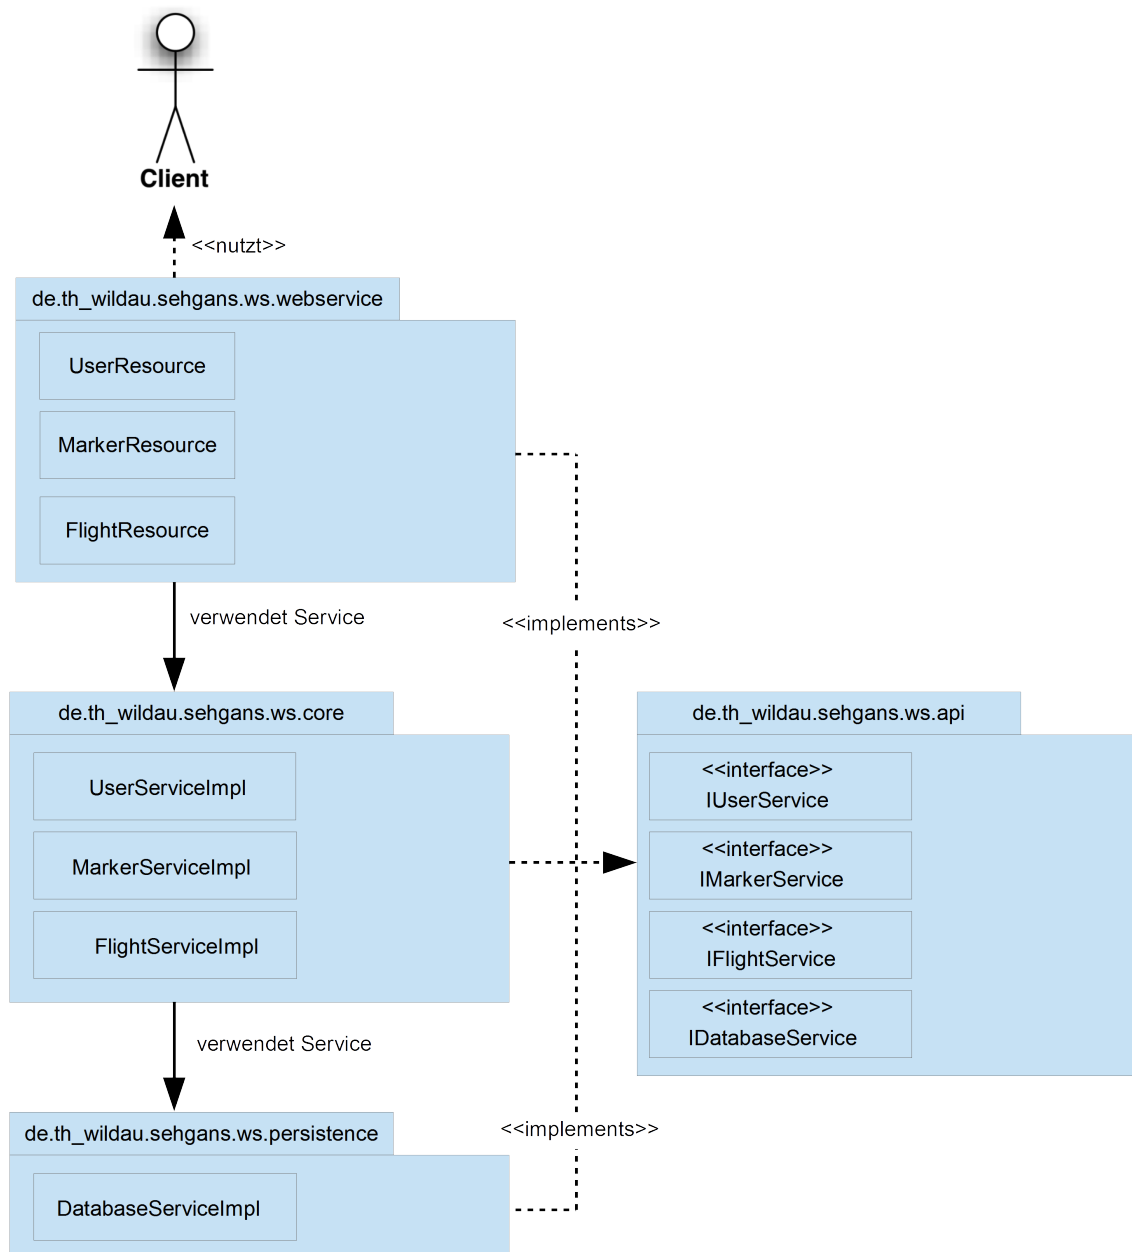 Client
<<nutzt>>
de.th_wildau.sehgans.ws.webservice
UserResource
MarkerResource
FlightResource
verwendet Service
<<implements>>
de.th_wildau.sehgans.ws.core
UserServiceImpl
MarkerServiceImpl
FlightServiceImpl
de.th_wildau.sehgans.ws.api
<<interface>>
IUserService
<<interface>>
IMarkerService
<<interface>>
IFlightService
<<interface>>
IDatabaseService
verwendet Service
<<implements>>
de.th_wildau.sehgans.ws.persistence
DatabaseServiceImpl